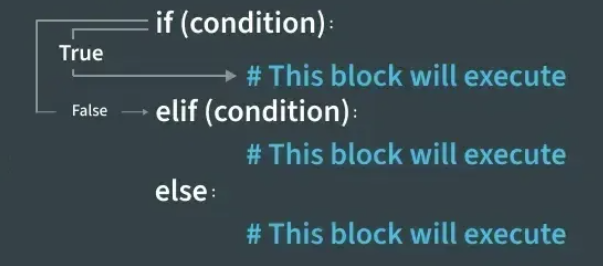 if (condition):
True
# This block will execute
False
elif (condition):
# This block will execute
else:
# This block will execute